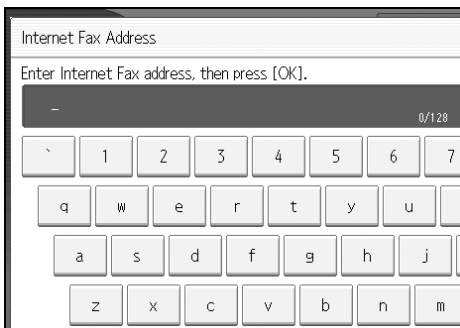 Internet Fax Address
Enter Internet Fax address, then press [OK].
_
0/128
` 1 2 3 4 5 6 7
q w e r t y u
a s d f g h j
z x c v b n m